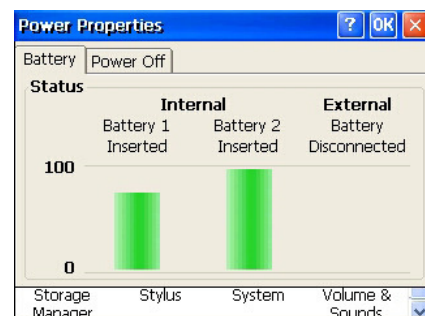 Power Properties ? OK ×
Battery Power Off
Status
Internal External
Battery 1 Battery 2 Battery
Inserted Inserted Disconnected
100
0
Storage Stylus System Volume &
Manager Sounds